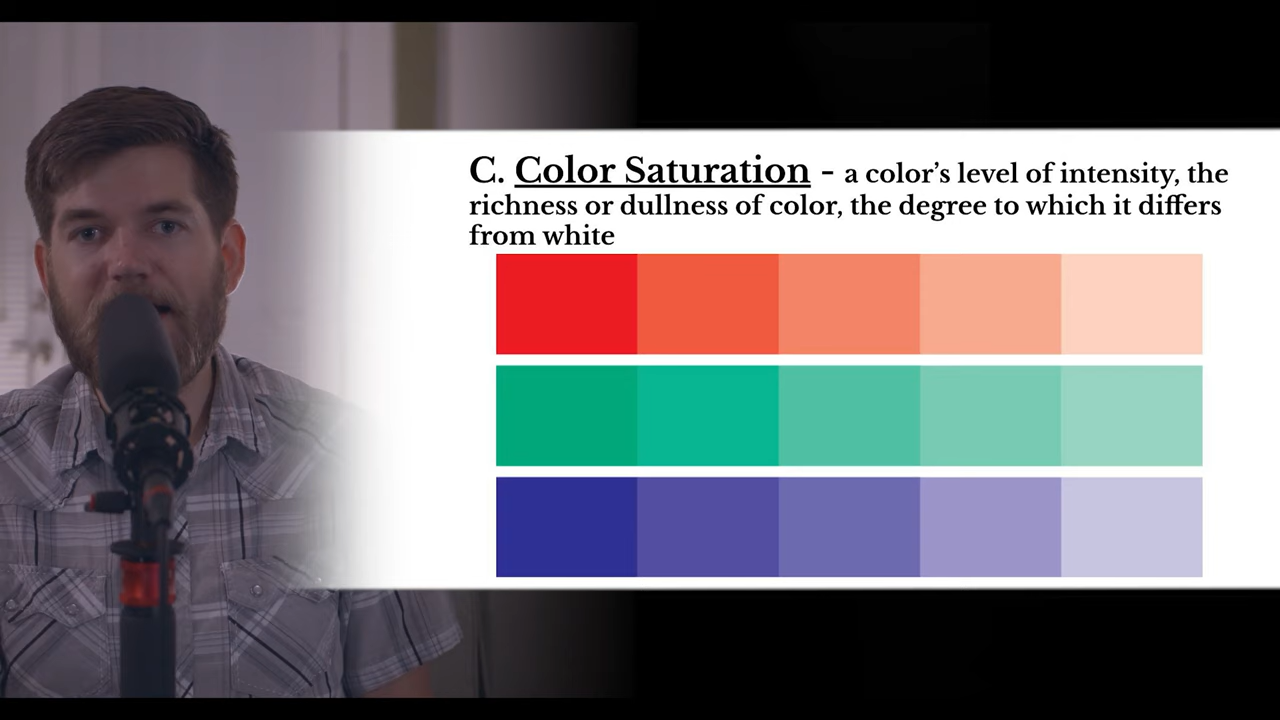 C. Color Saturation - a color’s level of intensity, the
richness or dullness of color, the degree to which it differs
from white